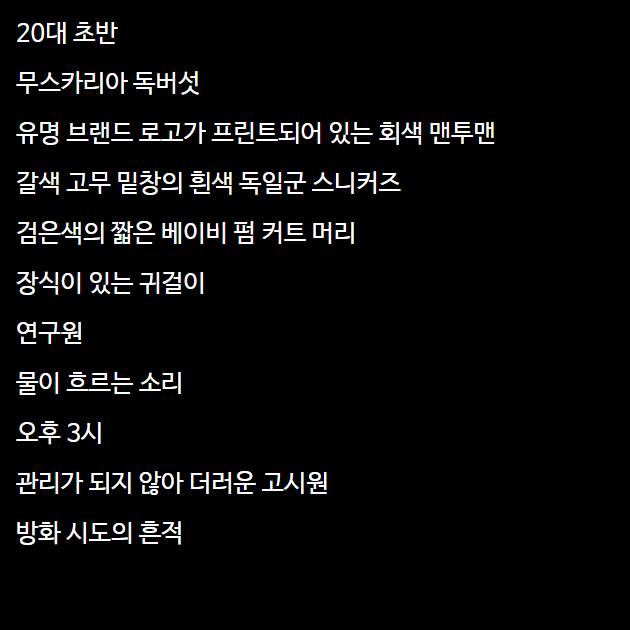 20대 초반
무스카리아 독버섯
유명 브랜드 로고가 프린트되어 있는 회색 맨투맨
갈색 고무 밑창의 흰색 독일군 스니커즈
검은색의 짧은 베이비 펌 커트 머리
장식이 있는 귀걸이
연구원
물이 흐르는 소리
오후 3시
관리가 되지 않아 더러운 고시원
방화 시도의 흔적